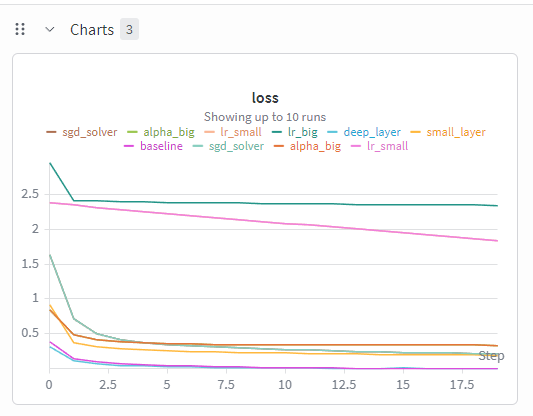 Charts 3
loss
Showing up to 10 runs
sgd_solver alpha_big lr_small lr_big deep_layer small_layer
baseline sgd_solver alpha_big lr_small
2.5
2
1.5
1
0.5
Step
0 2.5 5 7.5 10 12.5 15 17.5